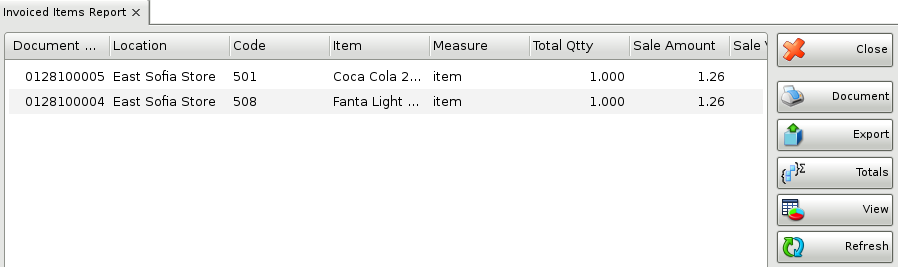 Invoiced Items Report ×
Document ... Location Code Item Measure Total Qtty Sale Amount Sale
0128100005 East Sofia Store 501 Coca Cola 2... item 1.000 1.26
0128100004 East Sofia Store 508 Fanta Light ... item 1.000 1.26
Close
Document
Export
Totals
View
Refresh